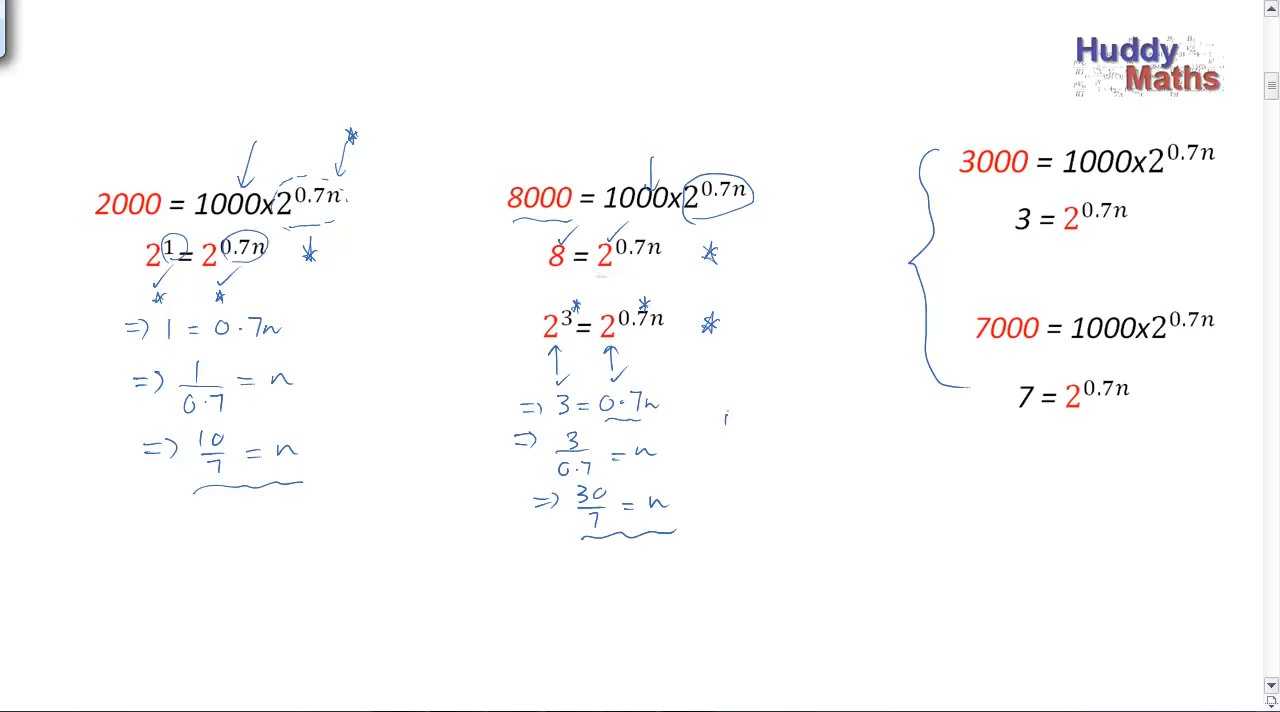 Huddy
Maths
2000 = 1000x2^0.7n
2^1 = 2^0.7n
=> 1 = 0.7n
=> 1/0.7 = n
=> 10/7 = n
8000 = 1000x2^0.7n
8 = 2^0.7n
2^3 = 2^0.7n
=> 3 = 0.7n
=> 3/0.7 = n
=> 30/7 = n
3000 = 1000x2^0.7n
3 = 2^0.7n
7000 = 1000x2^0.7n
7 = 2^0.7n